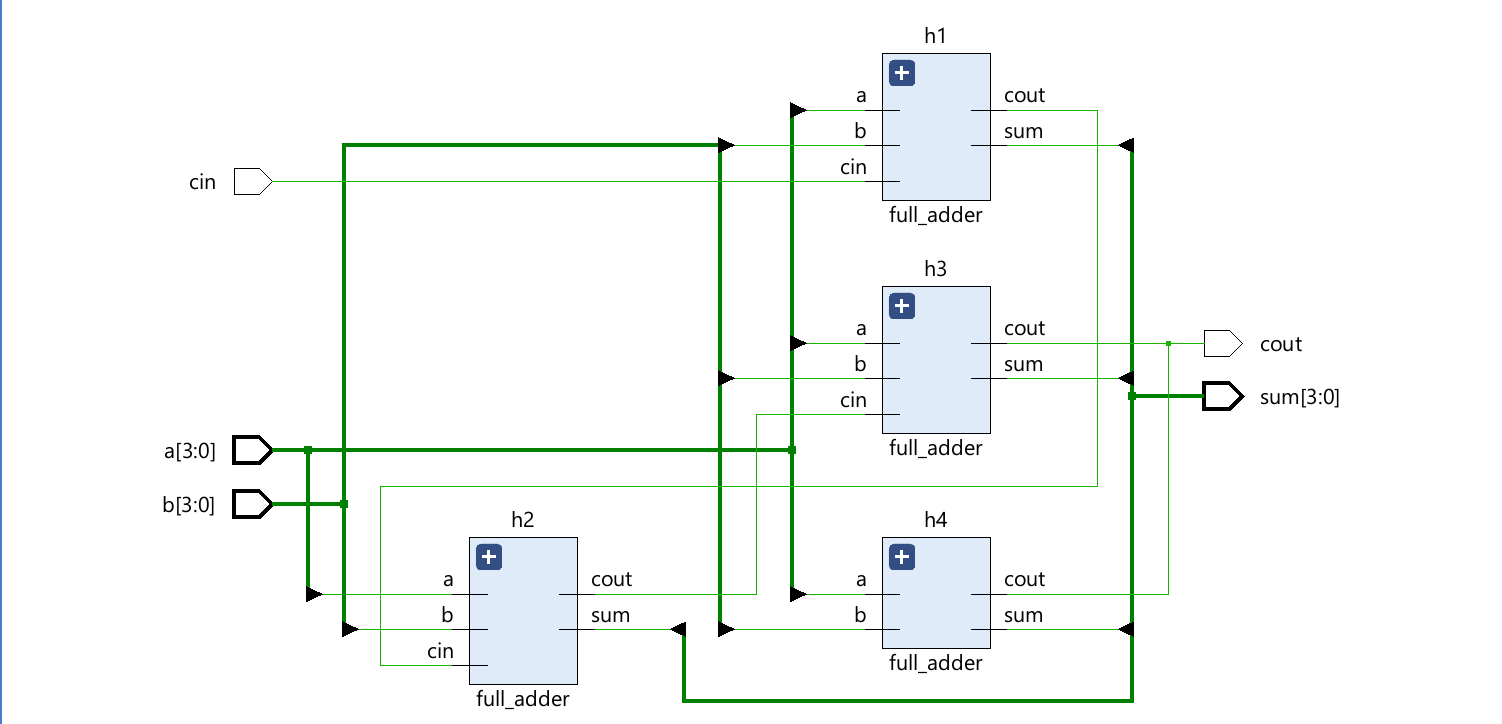 h1
a
b
cin
cout
sum
full_adder
cin
h3
a
b
cin
cout
sum
full_adder
cout
sum[3:0]
a[3:0]
b[3:0]
h2
a
b
cin
cout
sum
full_adder
h4
a
b
cout
sum
full_adder